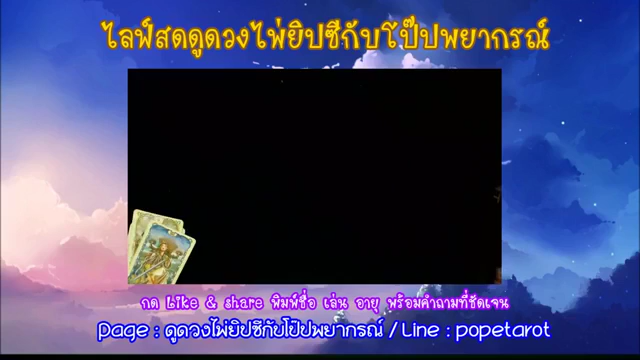 ไลฟ์สดดูดวงไพ่ยิปซีกับโป๊ปพยากรณ์
กด Like & share พิมพ์ชื่อ เล่น อายุ พร้อมคำถามที่ชัดเจน
Page : ดูดวงไพ่ยิปซีกับโป๊ปพยากรณ์ / Line : popetarot